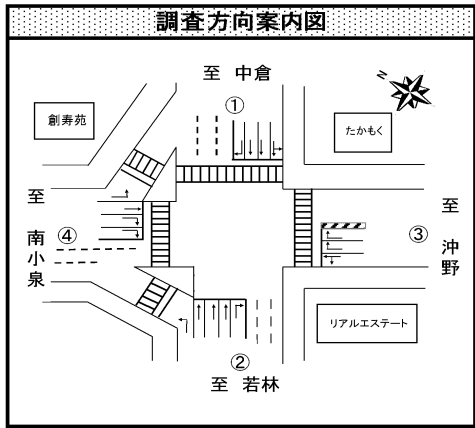 調査方向案内図
至 中倉
①
N
創寿苑
たかもく
至 南小泉
④
至 沖野
③
リアルエステート
②
至 若林